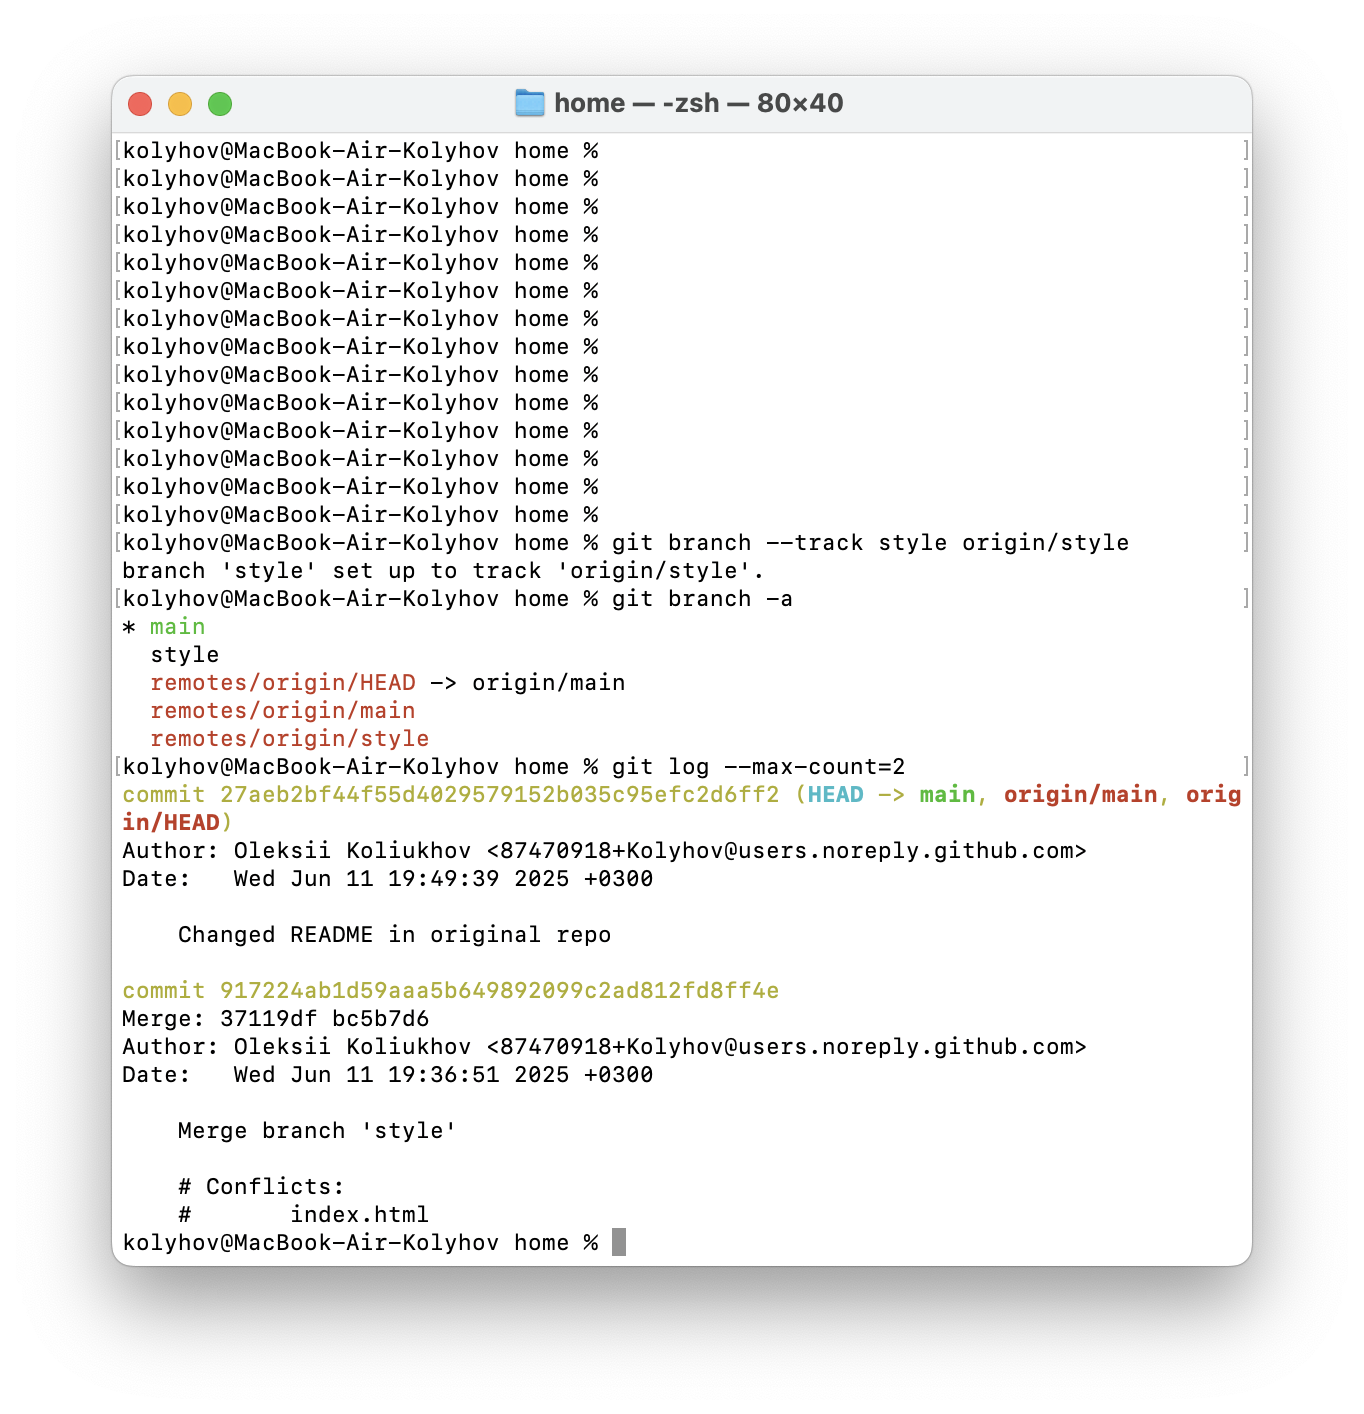 home — -zsh — 80×40
[kolyhov@MacBook-Air-Kolyhov home % ]
[kolyhov@MacBook-Air-Kolyhov home % ]
[kolyhov@MacBook-Air-Kolyhov home % ]
[kolyhov@MacBook-Air-Kolyhov home % ]
[kolyhov@MacBook-Air-Kolyhov home % ]
[kolyhov@MacBook-Air-Kolyhov home % ]
[kolyhov@MacBook-Air-Kolyhov home % ]
[kolyhov@MacBook-Air-Kolyhov home % ]
[kolyhov@MacBook-Air-Kolyhov home % ]
[kolyhov@MacBook-Air-Kolyhov home % ]
[kolyhov@MacBook-Air-Kolyhov home % ]
[kolyhov@MacBook-Air-Kolyhov home % ]
[kolyhov@MacBook-Air-Kolyhov home % ]
[kolyhov@MacBook-Air-Kolyhov home % ]
[kolyhov@MacBook-Air-Kolyhov home % git branch --track style origin/style ]
branch 'style' set up to track 'origin/style'.
[kolyhov@MacBook-Air-Kolyhov home % git branch -a ]
* main
  style
  remotes/origin/HEAD -> origin/main
  remotes/origin/main
  remotes/origin/style
[kolyhov@MacBook-Air-Kolyhov home % git log --max-count=2 ]
commit 27aeb2bf44f55d4029579152b035c95efc2d6ff2 (HEAD -> main, origin/main, orig
in/HEAD)
Author: Oleksii Koliukhov <87470918+Kolyhov@users.noreply.github.com>
Date:   Wed Jun 11 19:49:39 2025 +0300

    Changed README in original repo

commit 917224ab1d59aaa5b649892099c2ad812fd8ff4e
Merge: 37119df bc5b7d6
Author: Oleksii Koliukhov <87470918+Kolyhov@users.noreply.github.com>
Date:   Wed Jun 11 19:36:51 2025 +0300

    Merge branch 'style'

    # Conflicts:
    #       index.html
kolyhov@MacBook-Air-Kolyhov home %